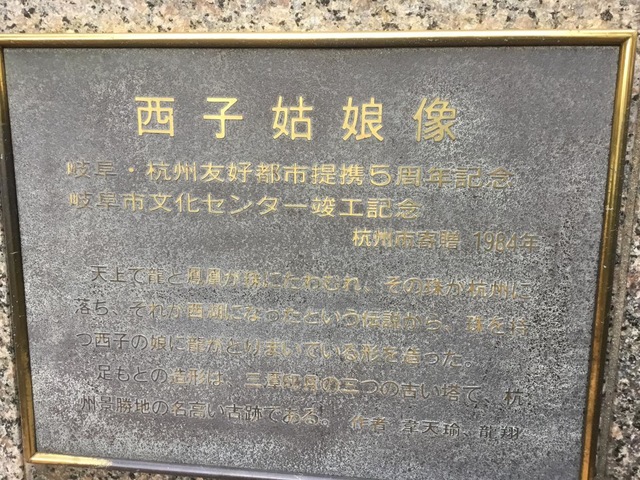 西子姑娘像
岐阜・杭州友好都市提携5周年記念
岐阜市文化センター竣工記念
杭州市寄贈 1984年
天上で龍と鳳凰が珠にたわむれ、その珠が杭州に
落ち、それが西湖になったという伝説から、珠を持
つ西子の娘に龍がとりまいている形を造った。
足もとの造形は、三潭印月の三つの古い塔で、杭
州景勝地の名高い古跡である。 作者 天瑜、龍翔